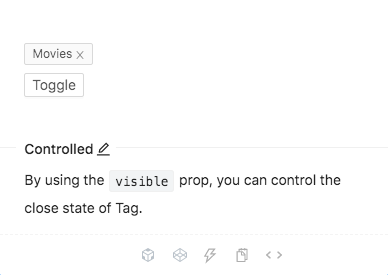 Movies
Toggle
Controlled
By using the visible prop, you can control the
close state of Tag.